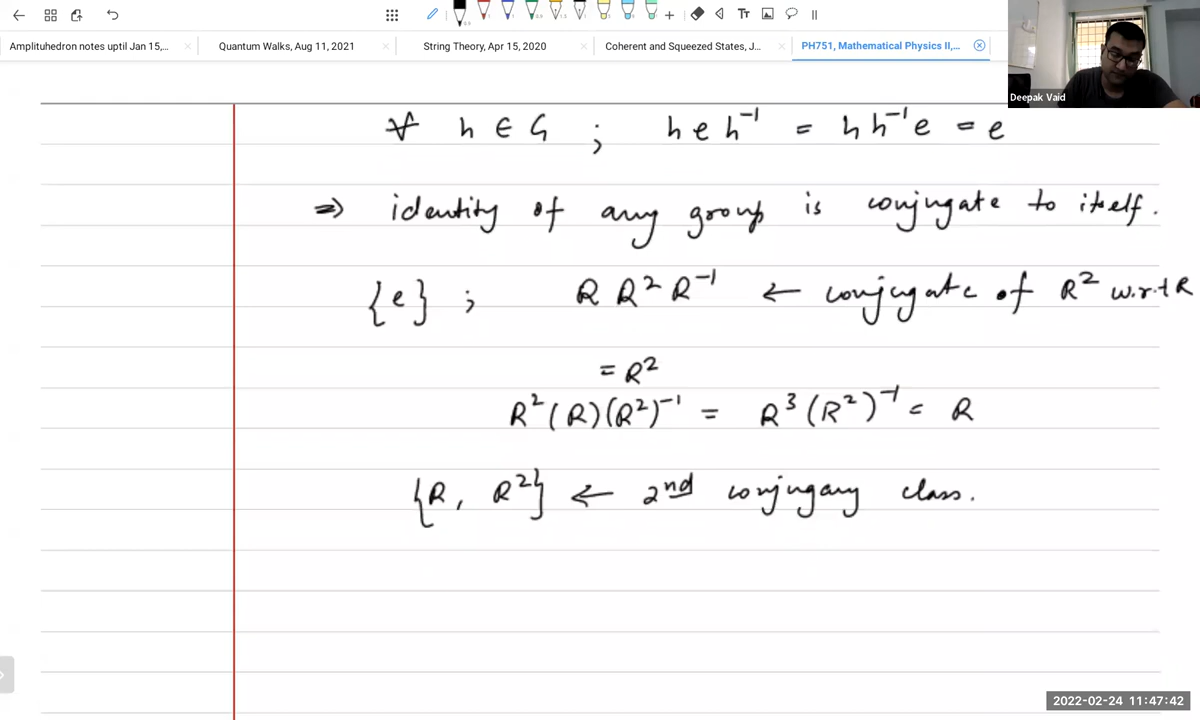 Amplituhedron notes uptil Jan 15,... Quantum Walks, Aug 11, 2021 String Theory, Apr 15, 2020 Coherent and Squeezed States, J... PH751, Mathematical Physics II,...
Deepak Vaid
∀ h ∈ G ; h e h⁻¹ = h h⁻¹ e = e
⇒ identity of any group is conjugate to itself.
{e} ; R R² R⁻¹ ← conjugate of R² w.r.t R
= R²
R² (R) (R²)⁻¹ = R³ (R²)⁻¹ = R
{R, R²} ← 2nd conjugacy class.
2022-02-24 11:47:42